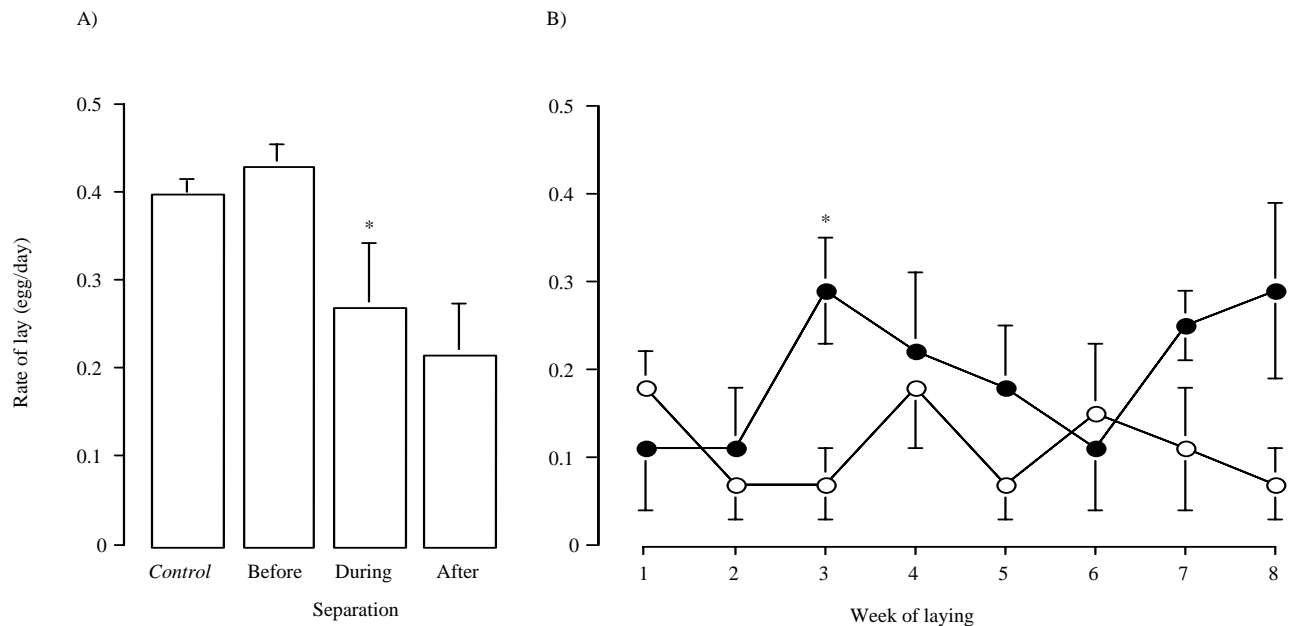 A)
B)
Rate of lay (egg/day)
0.5
0.4
0.3
0.2
0.1
0
*
Control Before During After
Separation
0.5
0.4
0.3
0.2
0.1
0
*
1 2 3 4 5 6 7 8
Week of laying